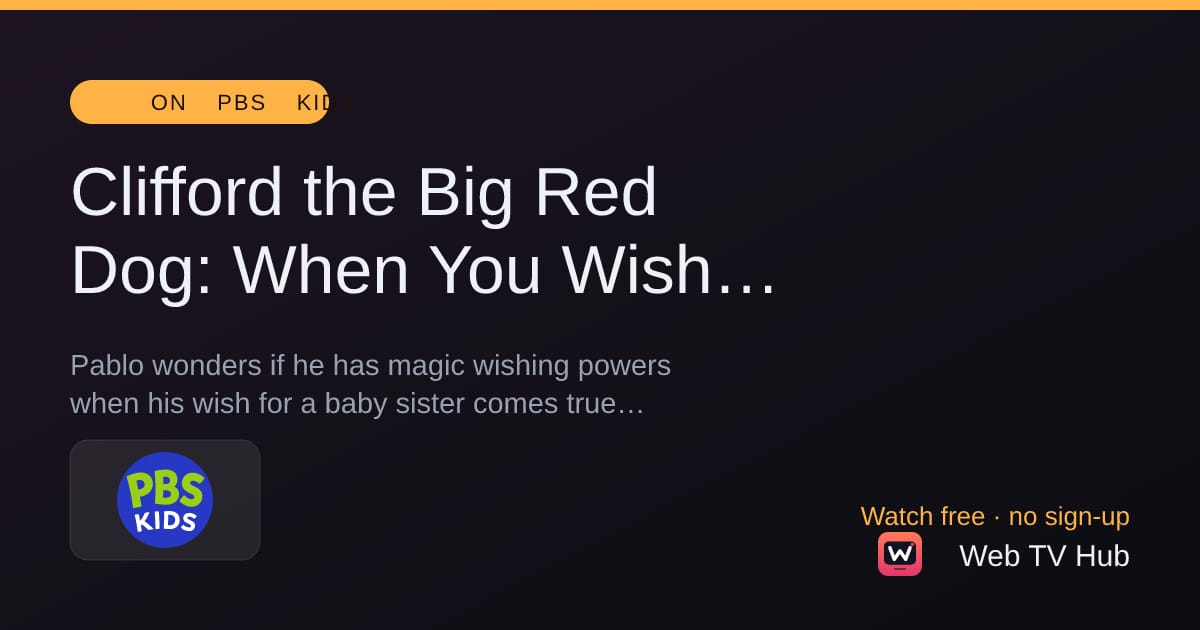 ON PBS KIDS
Clifford the Big Red
Dog: When You Wish…
Pablo wonders if he has magic wishing powers
when his wish for a baby sister comes true…
PBS
KIDS
Watch free · no sign-up
W
Web TV Hub